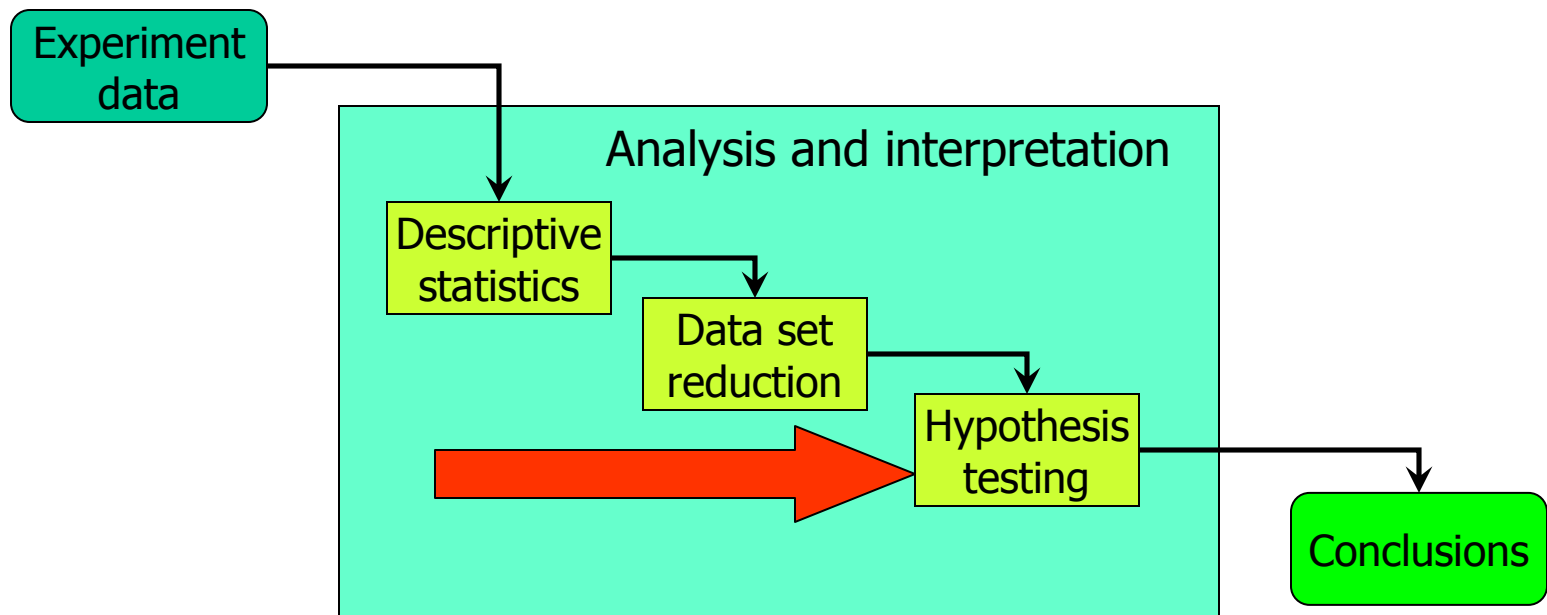 Experiment
data
Analysis and interpretation
Descriptive
statistics
Data set
reduction
Hypothesis
testing
Conclusions